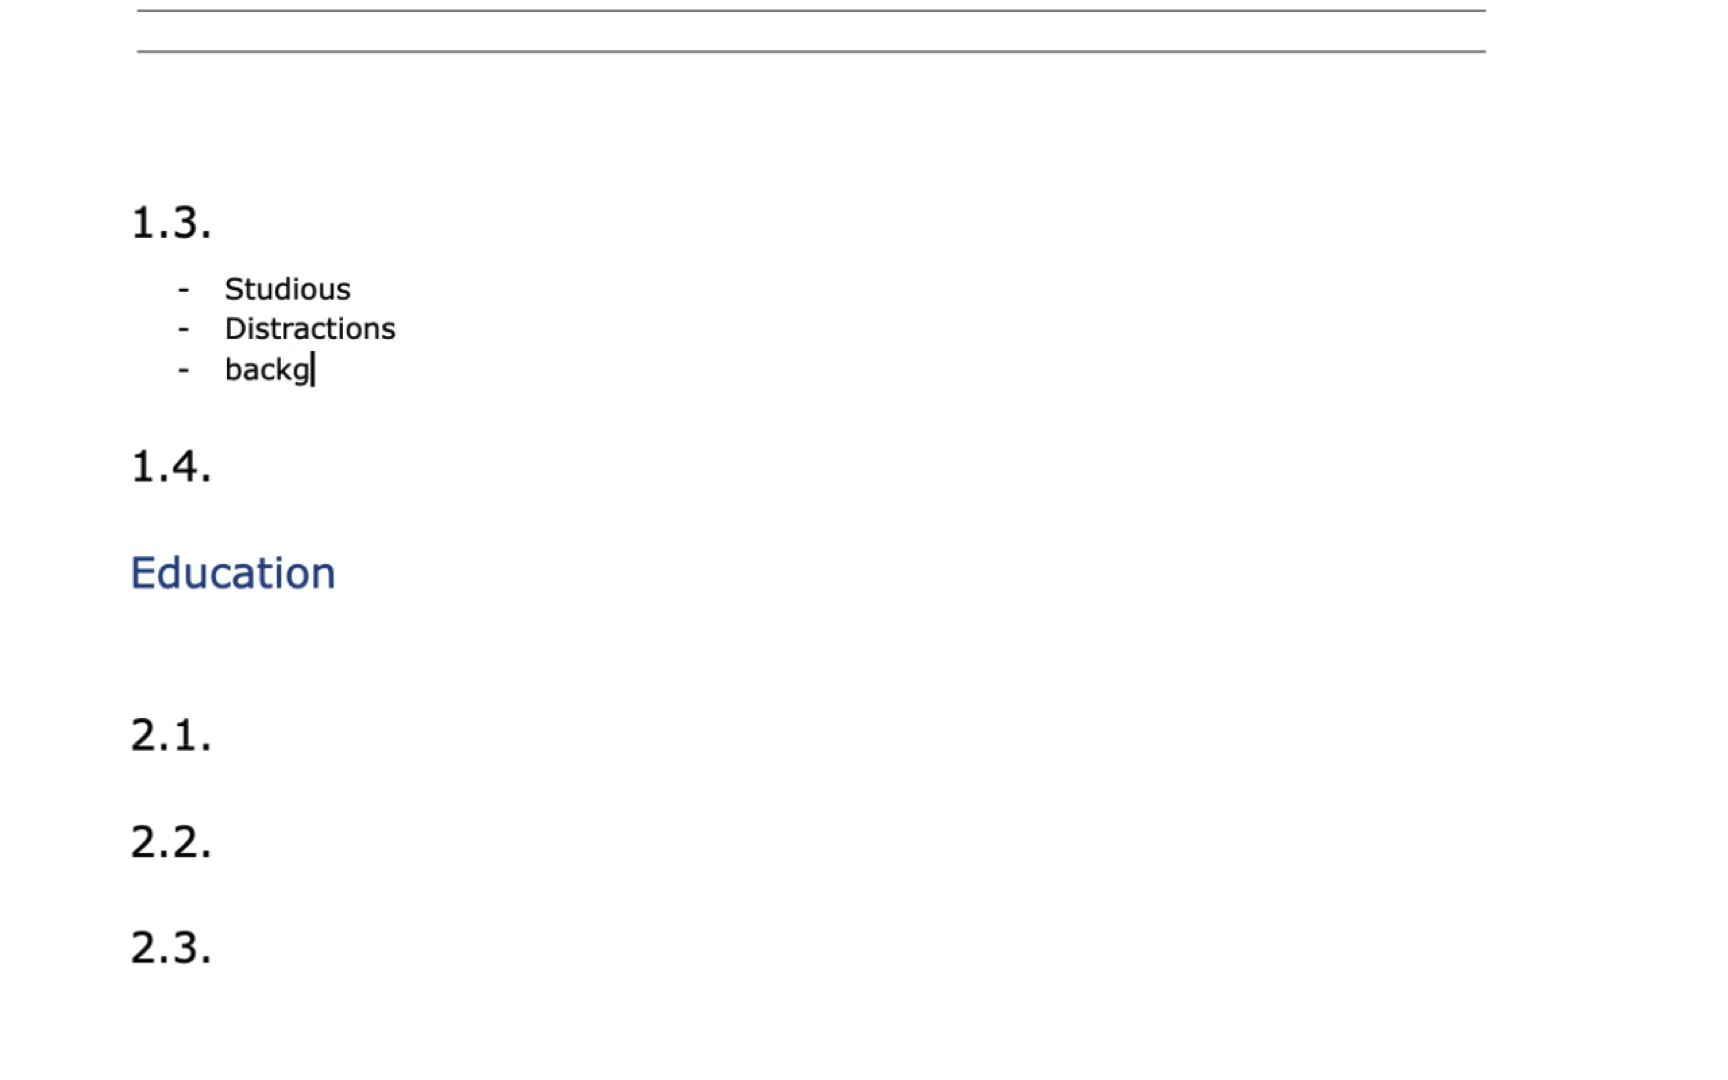 1.3.
- Studious
- Distractions
- backg
1.4.
Education
2.1.
2.2.
2.3.